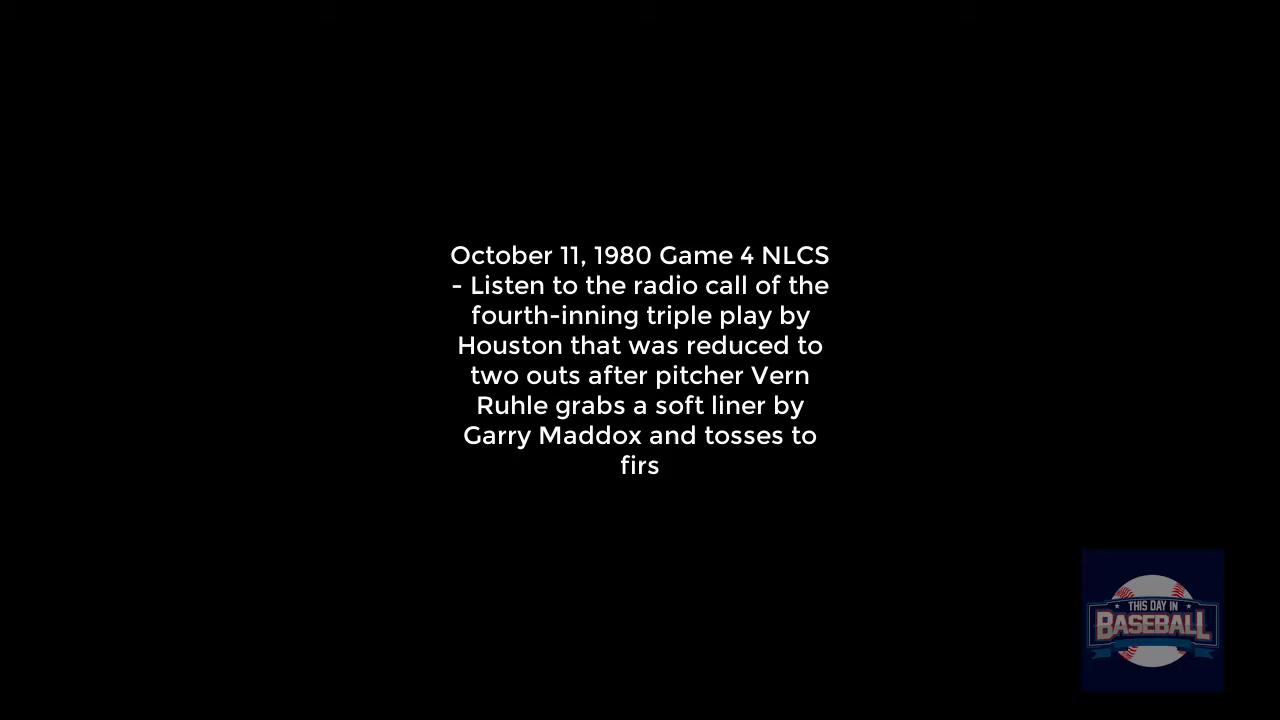 October 11, 1980 Game 4 NLCS
- Listen to the radio call of the
fourth-inning triple play by
Houston that was reduced to
two outs after pitcher Vern
Ruhle grabs a soft liner by
Garry Maddox and tosses to
firs
THIS DAY IN
BASEBALL